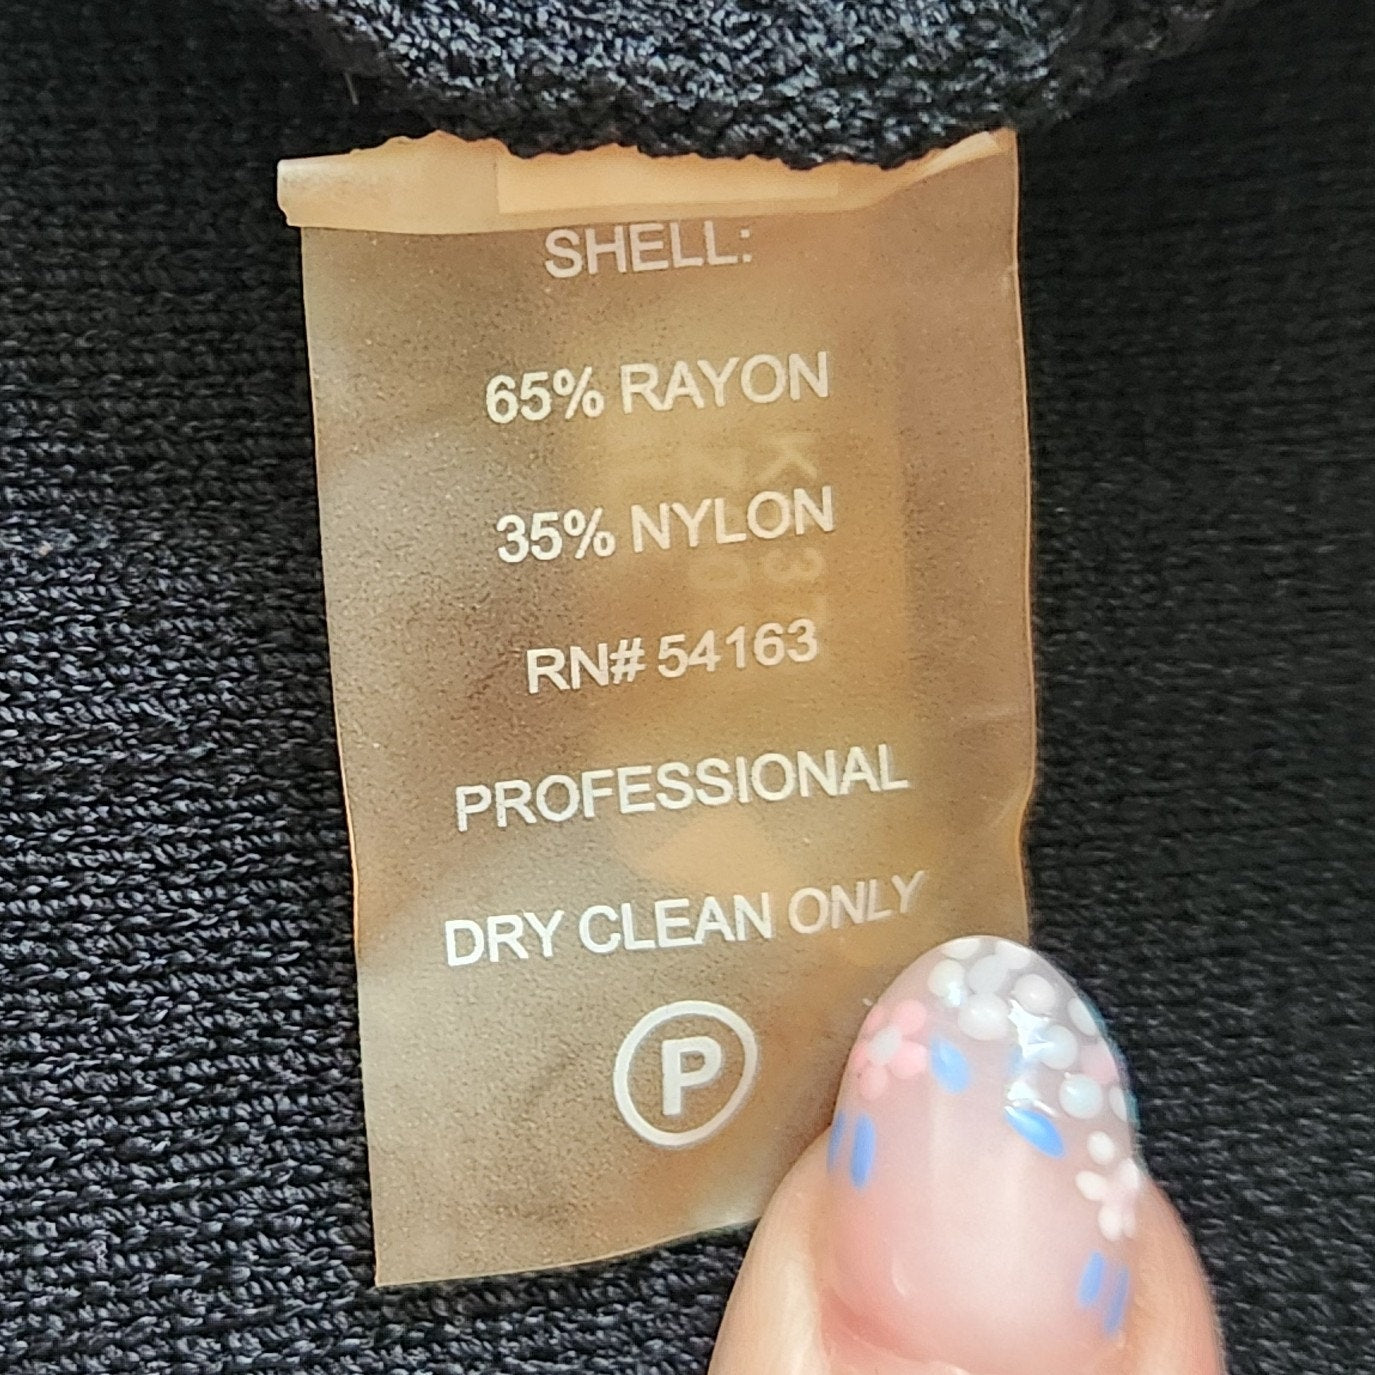 SHELL:
65% RAYON
35% NYLON
RN# 54163
PROFESSIONAL
DRY CLEAN ONLY
P